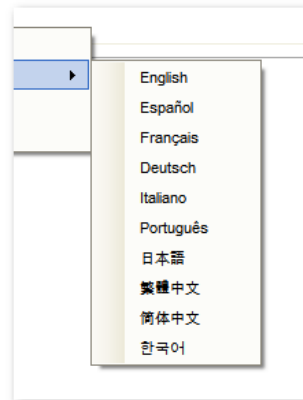 English
Español
Français
Deutsch
Italiano
Português
日本語
繁體中文
简体中文
한국어